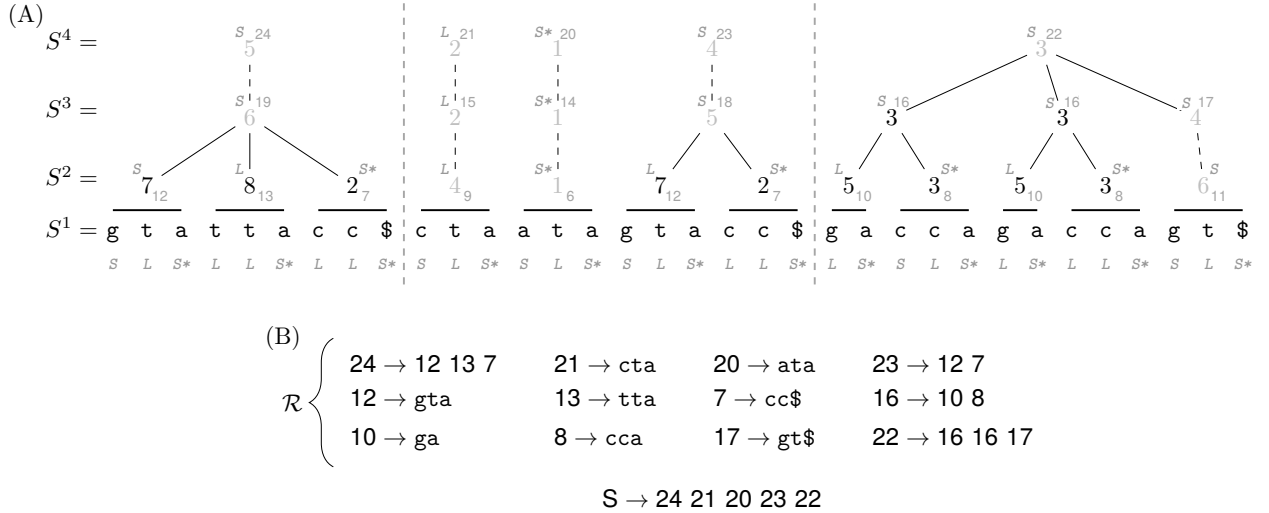 (A)
S 24 L 21 S* 20 S 23 S 22
S⁴ = 5 2 1 4 3
S 19 L 15 S* 14 S 18 S 16 S 16 S 17
S³ = 6 2 1 5 3 3 4
S L S* L S* L S* L S* L S* S
S² = 7 8 2 4 1 7 2 5 3 5 3 6
12 13 7 9 6 12 7 10 8 10 8 11
S¹ = g t a t t a c c $ c t a a t a g t a c c $ g a c c a g a c c a g t $
S L S* L L S* L L S* S L S* S L S* S L S* L L S* L S* S L S* L S* L L S* S L S*
(B)
24 → 12 13 7 21 → cta 20 → ata 23 → 12 7
ℛ 12 → gta 13 → tta 7 → cc$ 16 → 10 8
10 → ga 8 → cca 17 → gt$ 22 → 16 16 17
S → 24 21 20 23 22